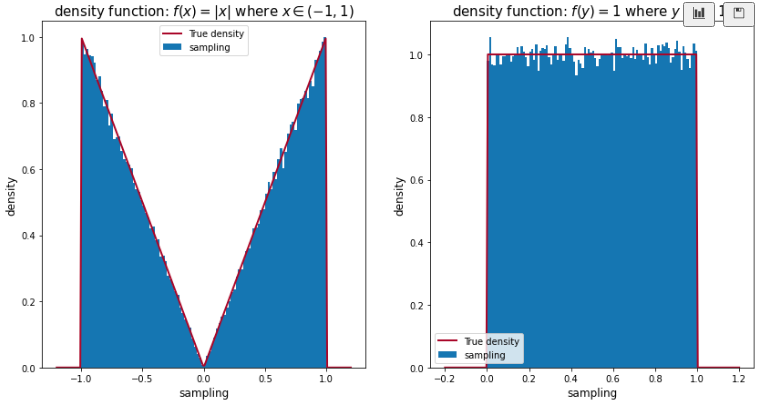 density function: f(x) = |x| where x ∈ (−1, 1)
True density
sampling
density
1.0
0.8
0.6
0.4
0.2
0.0
−1.0 −0.5 0.0 0.5 1.0
sampling
density function: f(y) = 1 where y 1
density
1.0
0.8
0.6
0.4
0.2
0.0
True density
sampling
−0.2 0.0 0.2 0.4 0.6 0.8 1.0 1.2
sampling